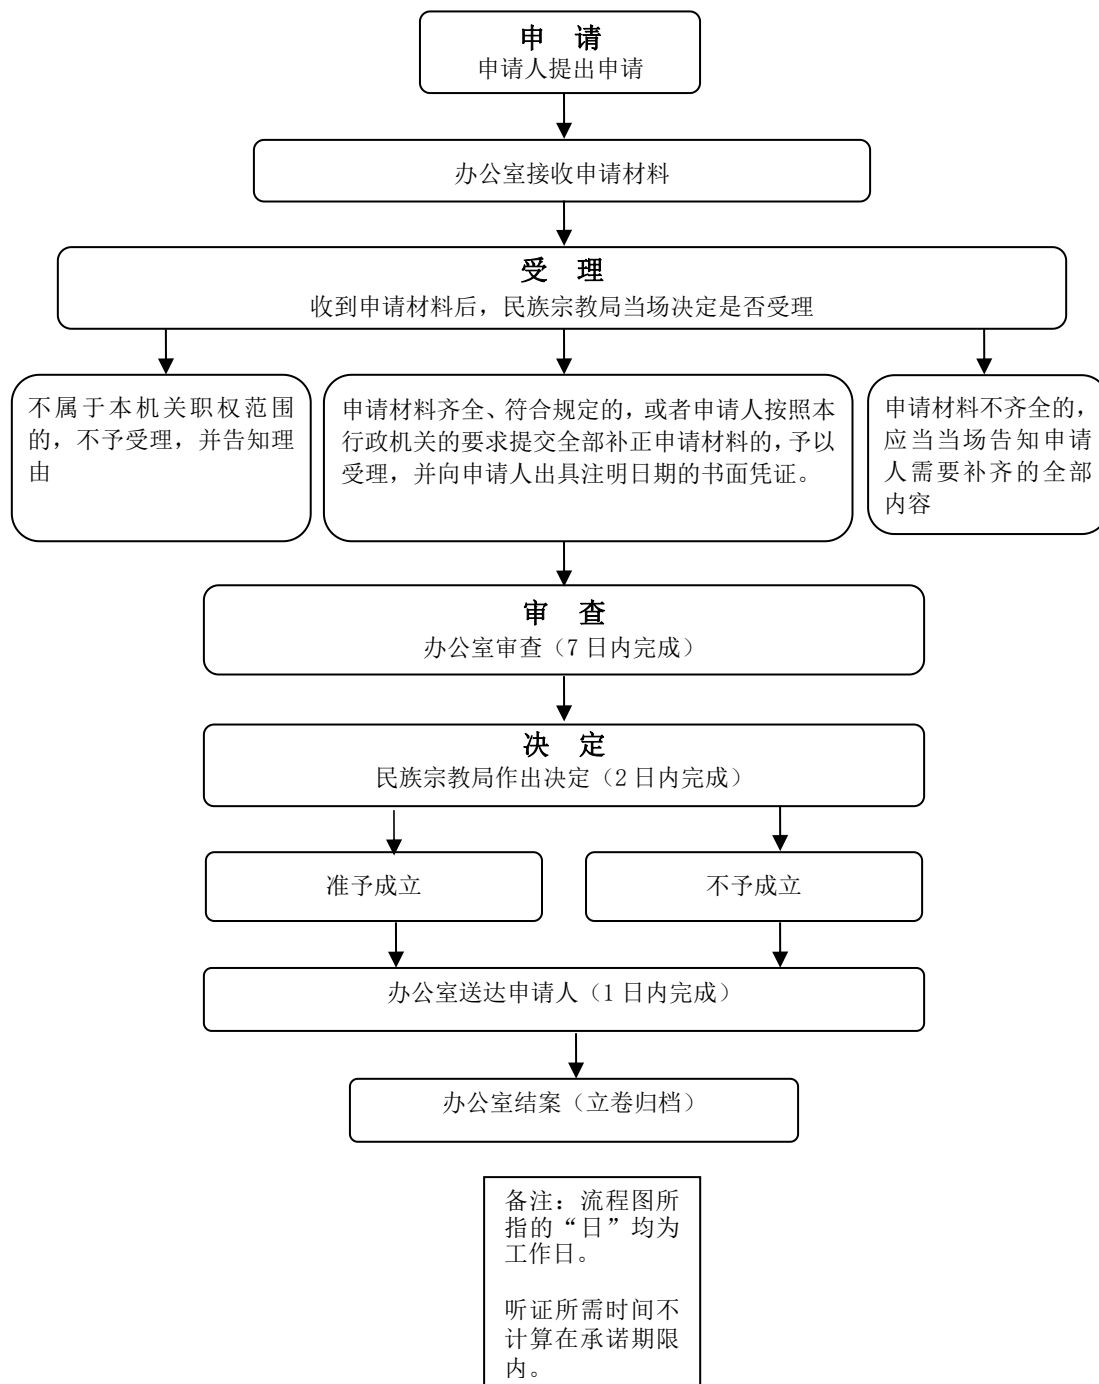 申 请
申请人提出申请
办公室接收申请材料
受 理
收到申请材料后，民族宗教局当场决定是否受理
不属于本机关职权范围
的，不予受理，并告知理
由
申请材料齐全、符合规定的，或者申请人按照本
行政机关的要求提交全部补正申请材料的，予以
受理，并向申请人出具注明日期的书面凭证。
申请材料不齐全的，
应当当场告知申请
人需要补齐的全部
内容
审 查
办公室审查（7 日内完成）
决 定
民族宗教局作出决定（2 日内完成）
准予成立
不予成立
办公室送达申请人（1 日内完成）
办公室结案（立卷归档）
备注：流程图所
指的“日”均为
工作日。
听证所需时间不
计算在承诺期限
内。